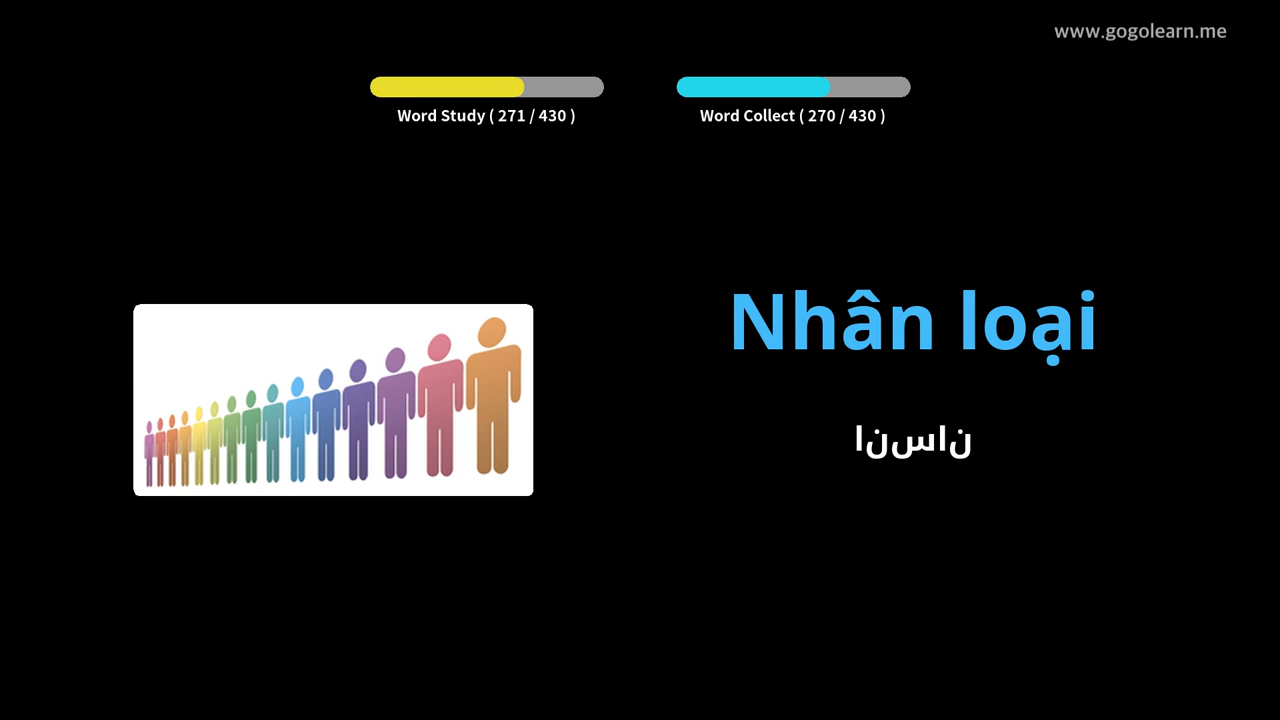 www.gogolearn.me
Word Study ( 271 / 430 )
Word Collect ( 270 / 430 )
Nhân loại
انسان